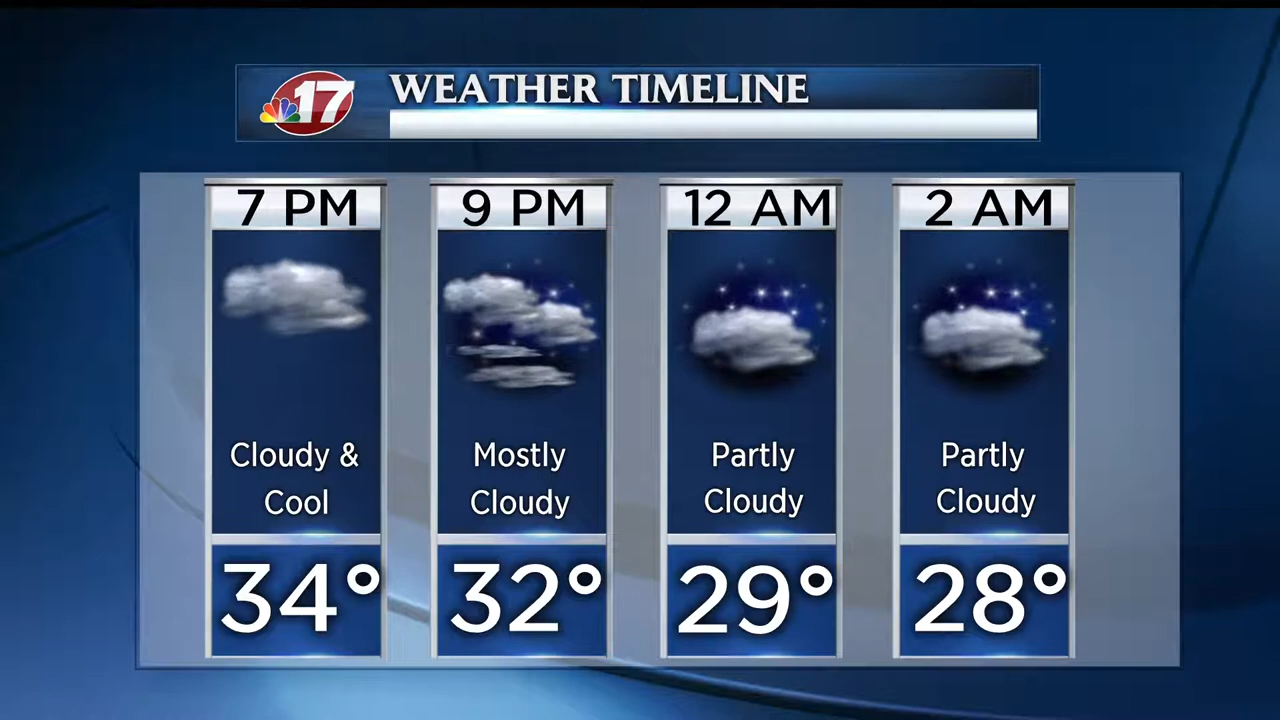 17 WEATHER TIMELINE
7 PM 9 PM 12 AM 2 AM
Cloudy &
Cool
Mostly
Cloudy
Partly
Cloudy
Partly
Cloudy
34° 32° 29° 28°